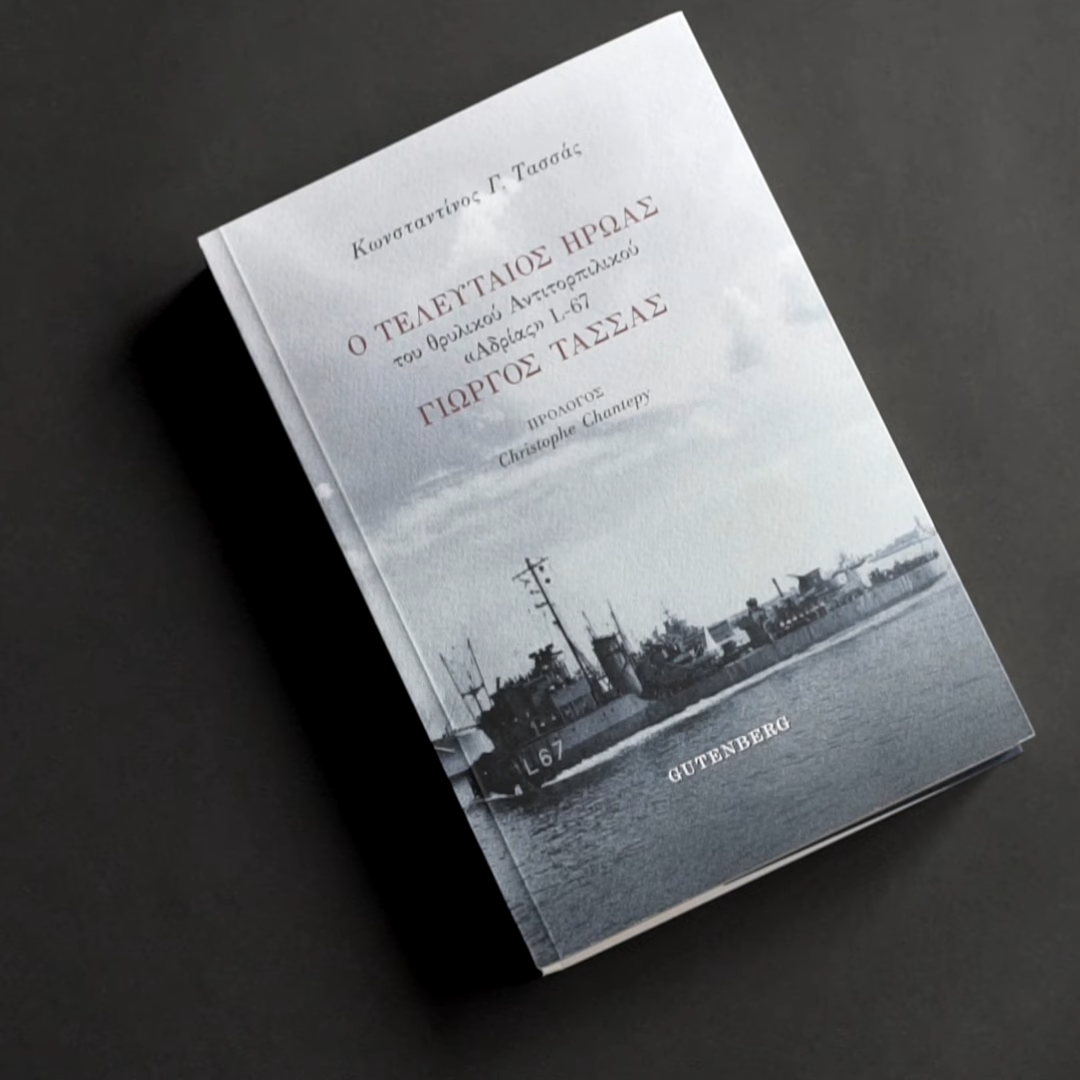 Κωνσταντίνος Γ. Τασσάς
Ο ΤΕΛΕΥΤΑΙΟΣ ΗΡΩΑΣ
του θρυλικού Αντιτορπιλικού
«Αδρίας» L-67
ΓΙΩΡΓΟΣ ΤΑΣΣΑΣ
ΠΡΟΛΟΓΟΣ
Christophe Chantepy
L67
GUTENBERG